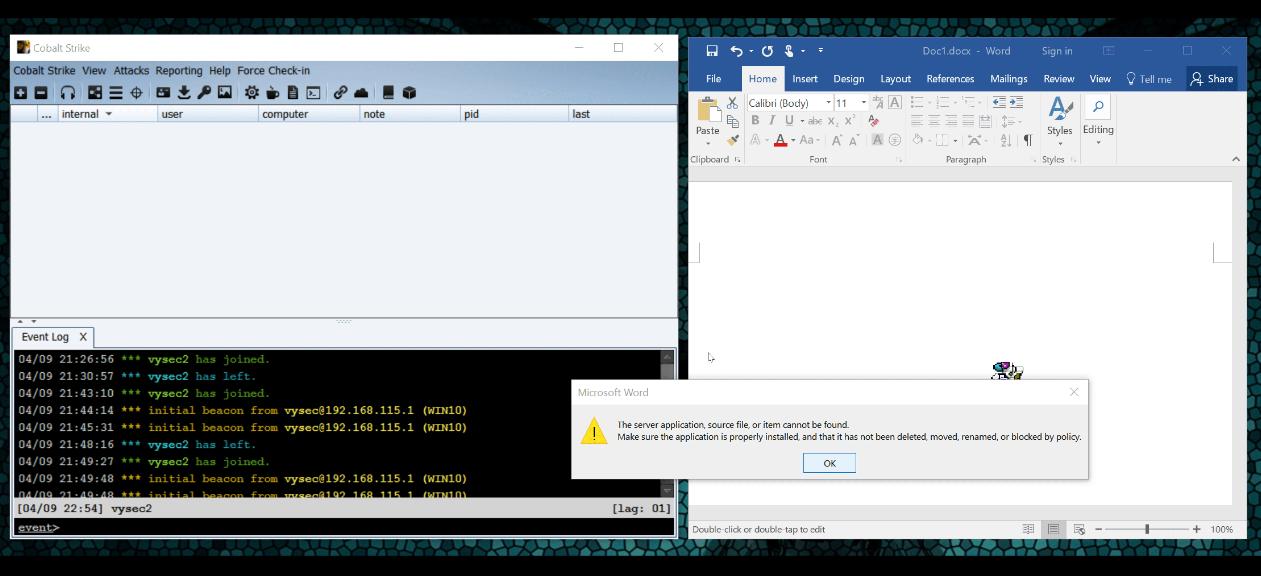 Cobalt Strike
Cobalt Strike View Attacks Reporting Help Force Check-in
... internal user computer note pid last
Event Log X
04/09 21:26:56 *** vysec2 has joined.
04/09 21:30:57 *** vysec2 has left.
04/09 21:43:10 *** vysec2 has joined.
04/09 21:44:14 *** initial beacon from vysec@192.168.115.1 (WIN10)
04/09 21:45:31 *** initial beacon from vysec@192.168.115.1 (WIN10)
04/09 21:48:16 *** vysec2 has left.
04/09 21:49:27 *** vysec2 has joined.
04/09 21:49:48 *** initial beacon from vysec@192.168.115.1 (WIN10)
04/09 21:49:48 *** initial beacon from vysec@192.168.115.1 (WIN10)
[04/09 22:54] vysec2 [lag: 01]
event>
Doc1.docx - Word Sign in
File Home Insert Design Layout References Mailings Review View Tell me Share
Calibri (Body) 11
Paste
B I U abc X₂ X²
A A Aa A A A
Styles Editing
Clipboard Font Paragraph Styles
Microsoft Word
The server application, source file, or item cannot be found.
Make sure the application is properly installed, and that it has not been deleted, moved, renamed, or blocked by policy.
OK
Double-click or double-tap to edit 100%